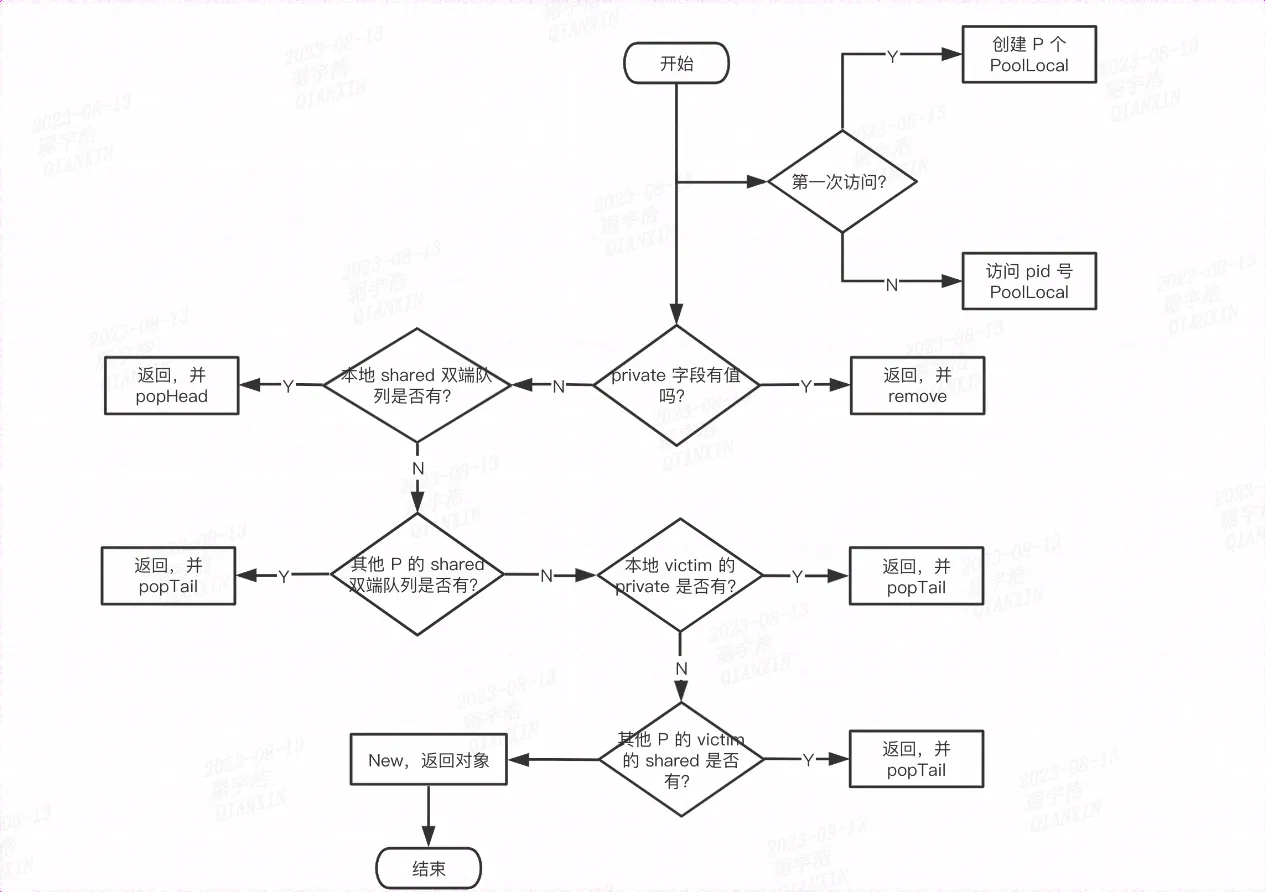 开始
Y
创建 P 个
PoolLocal
第一次访问?
N
访问 pid 号
PoolLocal
返回，并
popHead
Y
本地 shared 双端队
列是否有?
N
private 字段有值
吗?
Y
返回，并
remove
N
返回，并
popTail
Y
其他 P 的 shared
双端队列是否有?
N
本地 victim 的
private 是否有?
Y
返回，并
popTail
N
New，返回对象
其他 P 的 victim
的 shared 是否
有?
Y
返回，并
popTail
结束
2023-08-13
QIANXIN